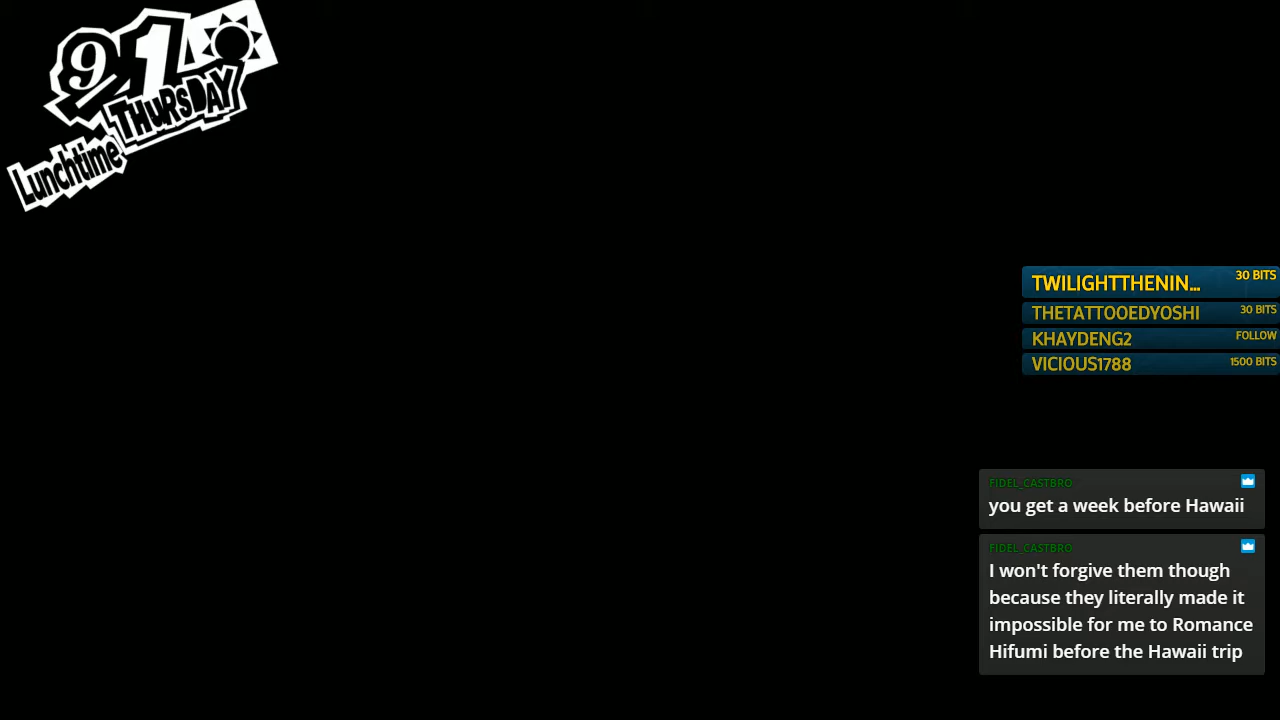 9/1
THURSDAY
Lunchtime
TWILIGHTTHENIN... 30 BITS
THETATTOOEDYOSHI 30 BITS
KHAYDENG2 FOLLOW
VICIOUS1788 1500 BITS
FIDEL_CASTBRO
you get a week before Hawaii
FIDEL_CASTBRO
I won't forgive them though
because they literally made it
impossible for me to Romance
Hifumi before the Hawaii trip